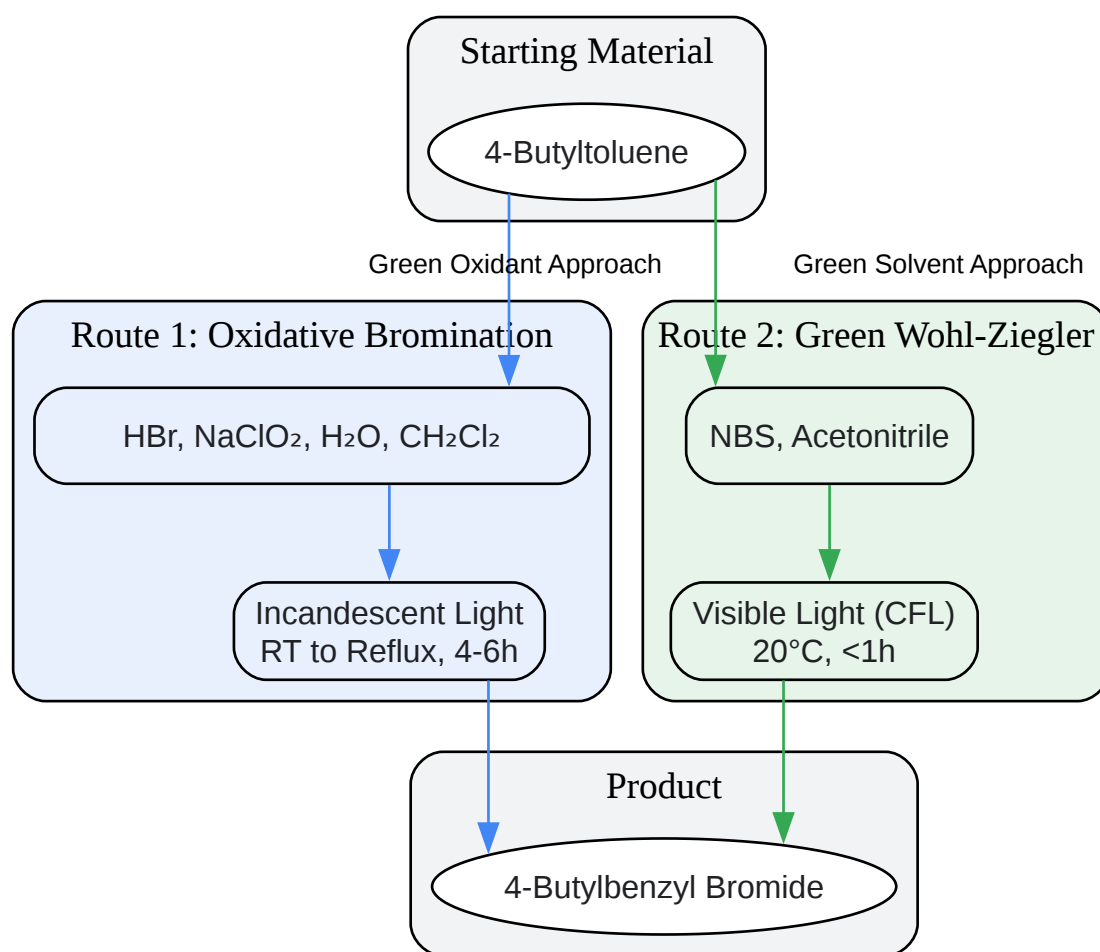 Starting Material
4-Butyltoluene
Green Oxidant Approach
Green Solvent Approach
Route 1: Oxidative Bromination
Route 2: Green Wohl-Ziegler
HBr, NaClO₂, H₂O, CH₂Cl₂
NBS, Acetonitrile
Incandescent Light
RT to Reflux, 4-6h
Visible Light (CFL)
20°C, <1h
Product
4-Butylbenzyl Bromide